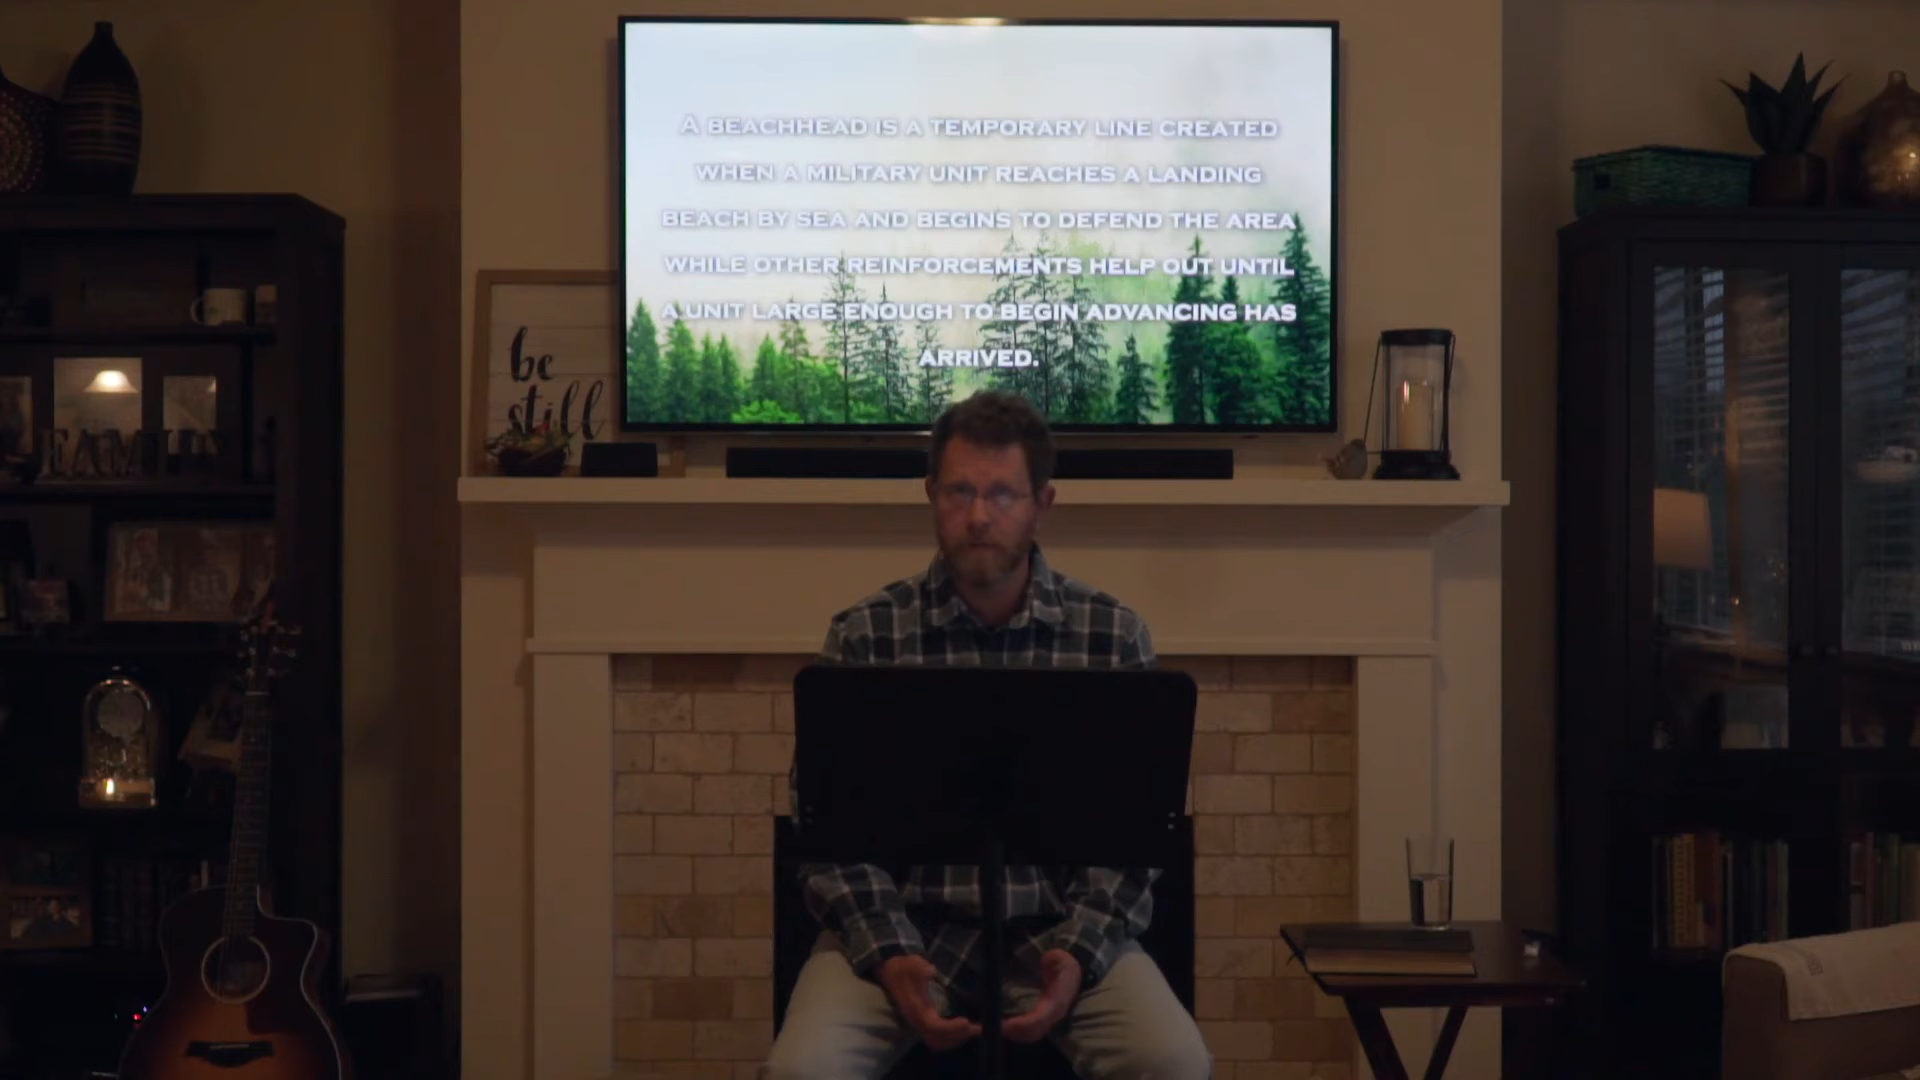 A BEACHHEAD IS A TEMPORARY LINE CREATED
WHEN A MILITARY UNIT REACHES A LANDING
BEACH BY SEA AND BEGINS TO DEFEND THE AREA
WHILE OTHER REINFORCEMENTS HELP OUT UNTIL
A UNIT LARGE ENOUGH TO BEGIN ADVANCING HAS
ARRIVED.
be
still
FAMILY